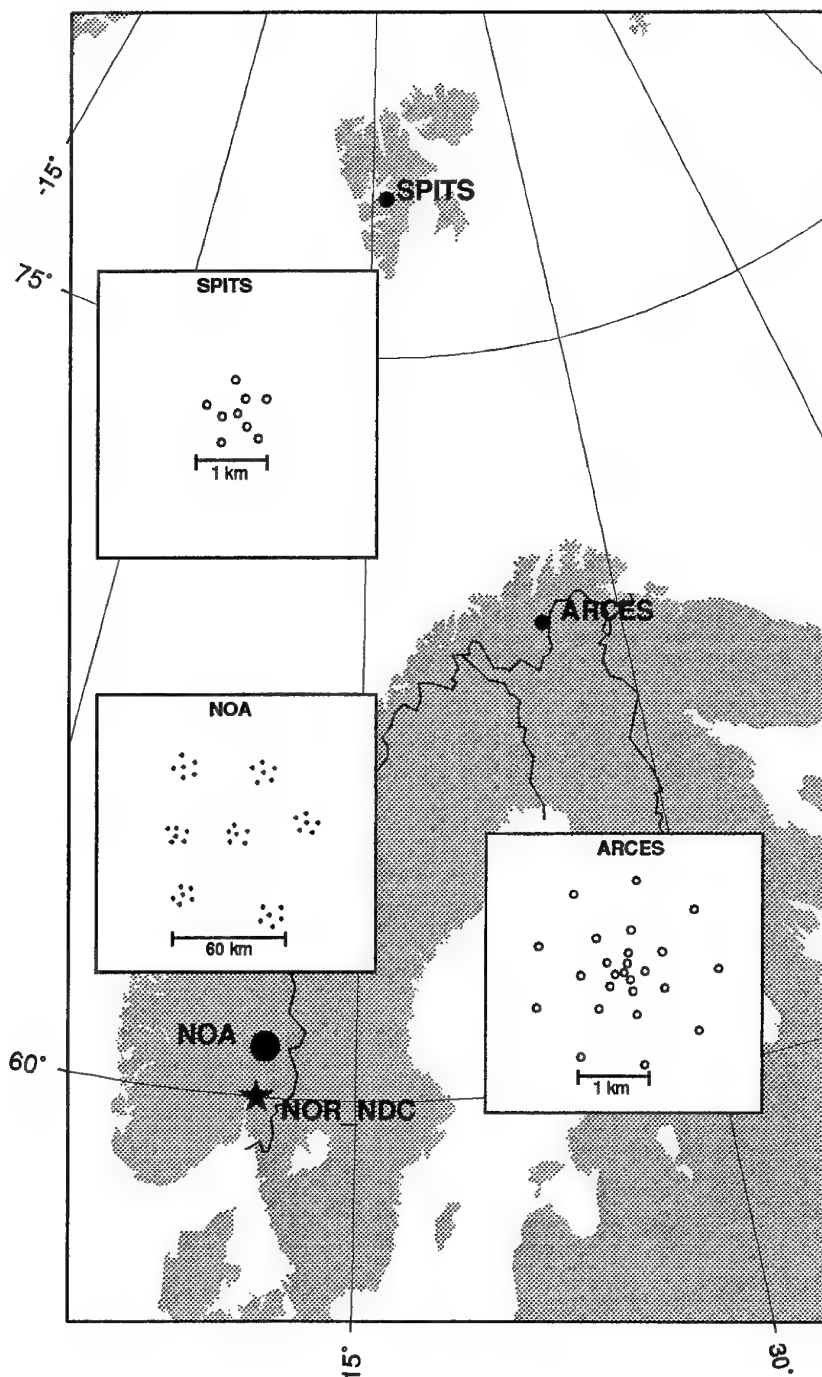 -15°
SPITS
75°
SPITS
1 km
ARCES
NOA
60 km
ARCES
1 km
NOA
60°
NOR_NDC
15°
30°